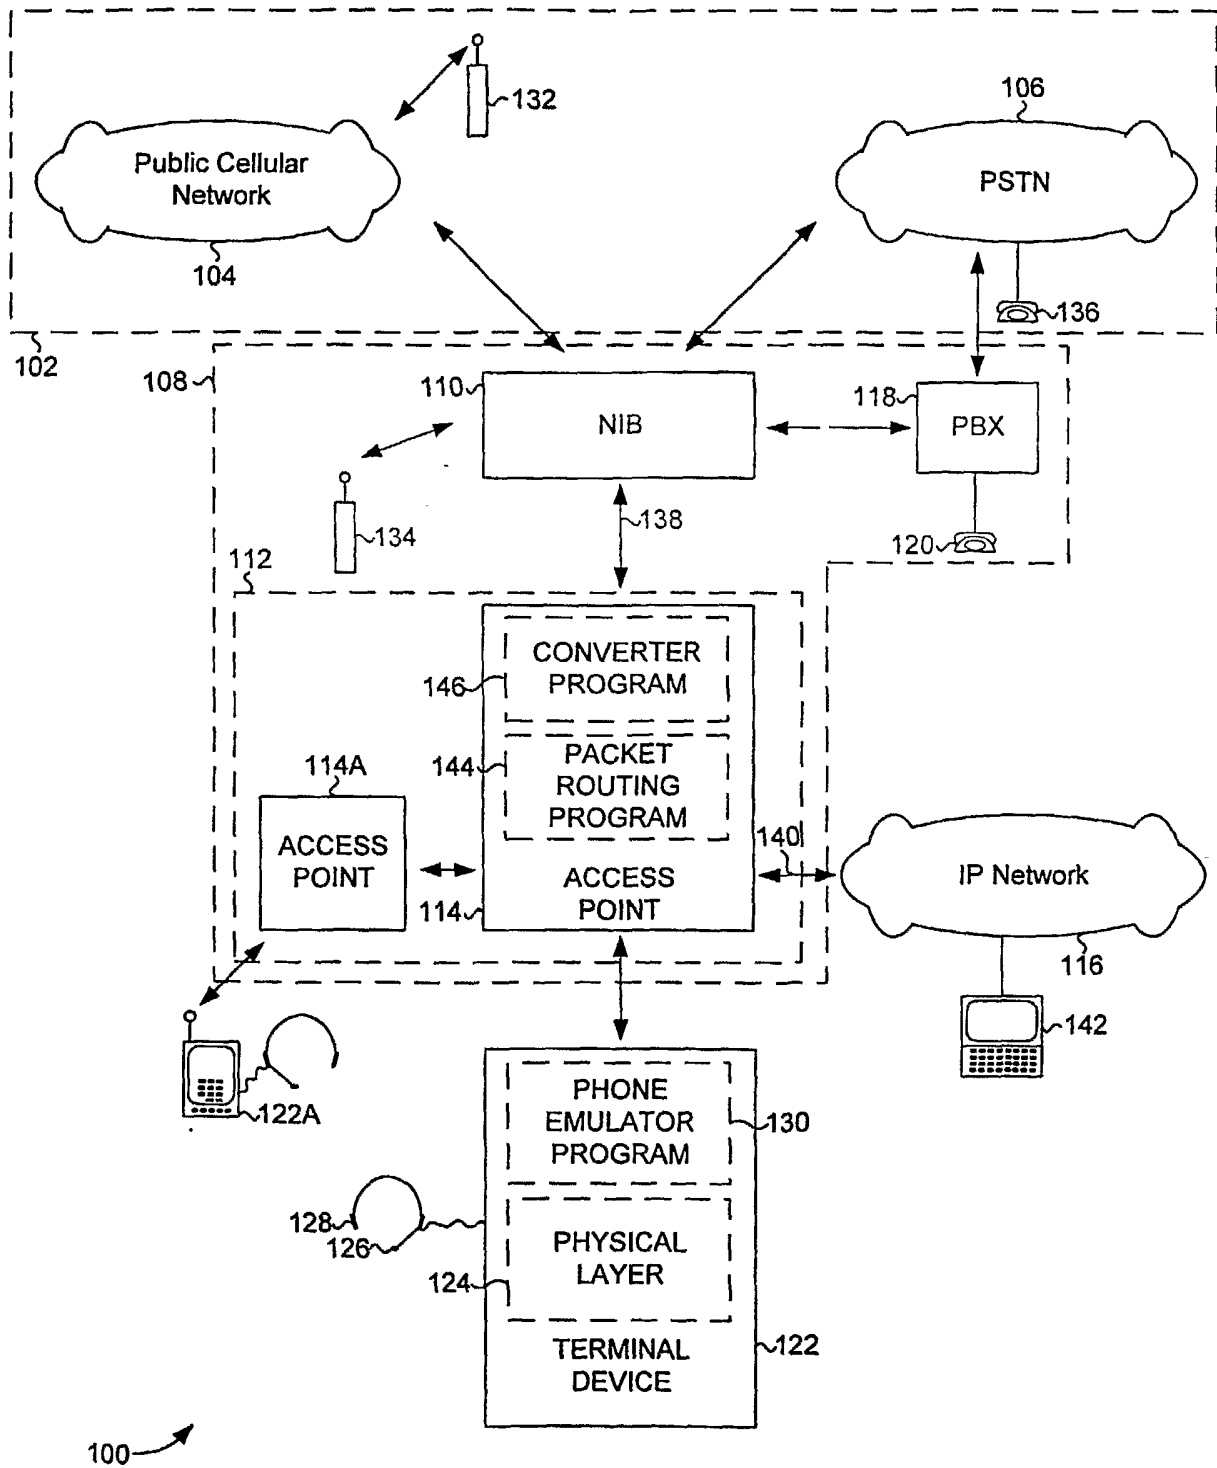 132
106
Public Cellular
Network
PSTN
104
136
102
108
110
NIB
118
PBX
134
138
120
112
CONVERTER
PROGRAM
146
PACKET
ROUTING
PROGRAM
144
114A
ACCESS
POINT
140
ACCESS
POINT
114
IP Network
116
142
122A
PHONE
EMULATOR
PROGRAM
130
128
126
PHYSICAL
LAYER
124
TERMINAL
DEVICE
122
100